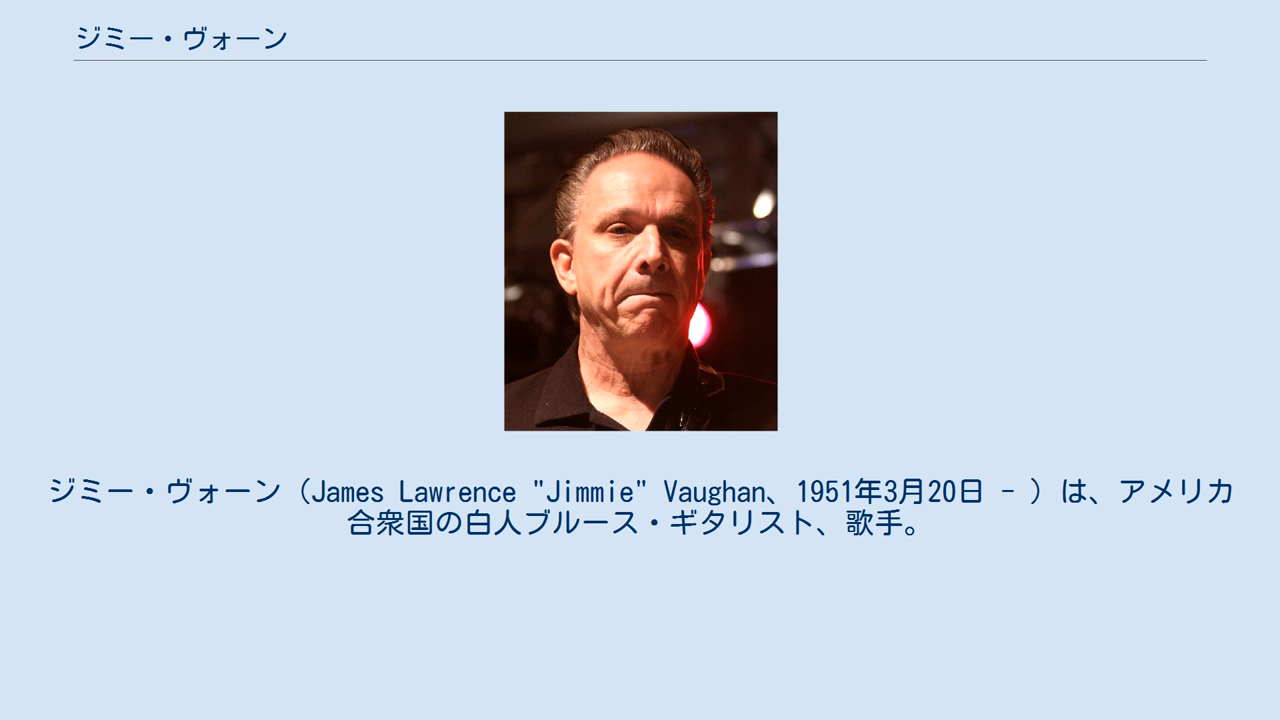 ジミー・ヴォーン
ジミー・ヴォーン（James Lawrence "Jimmie" Vaughan、1951年3月20日 - ）は、アメリカ
合衆国の白人ブルース・ギタリスト、歌手。